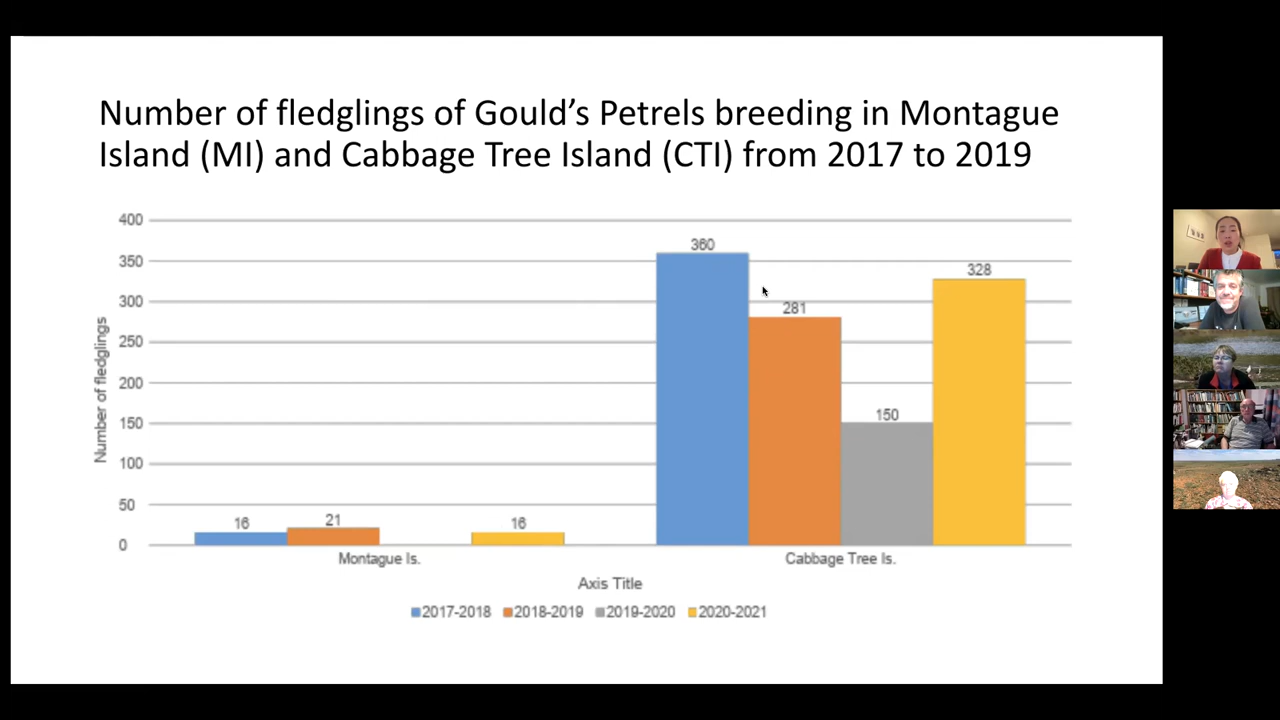 Number of fledglings of Gould's Petrels breeding in Montague
Island (MI) and Cabbage Tree Island (CTI) from 2017 to 2019
400
350
300
250
200
150
100
50
0
Number of fledglings
16
21
16
360
281
150
328
Montague Is.
Cabbage Tree Is.
Axis Title
2017-2018 2018-2019 2019-2020 2020-2021